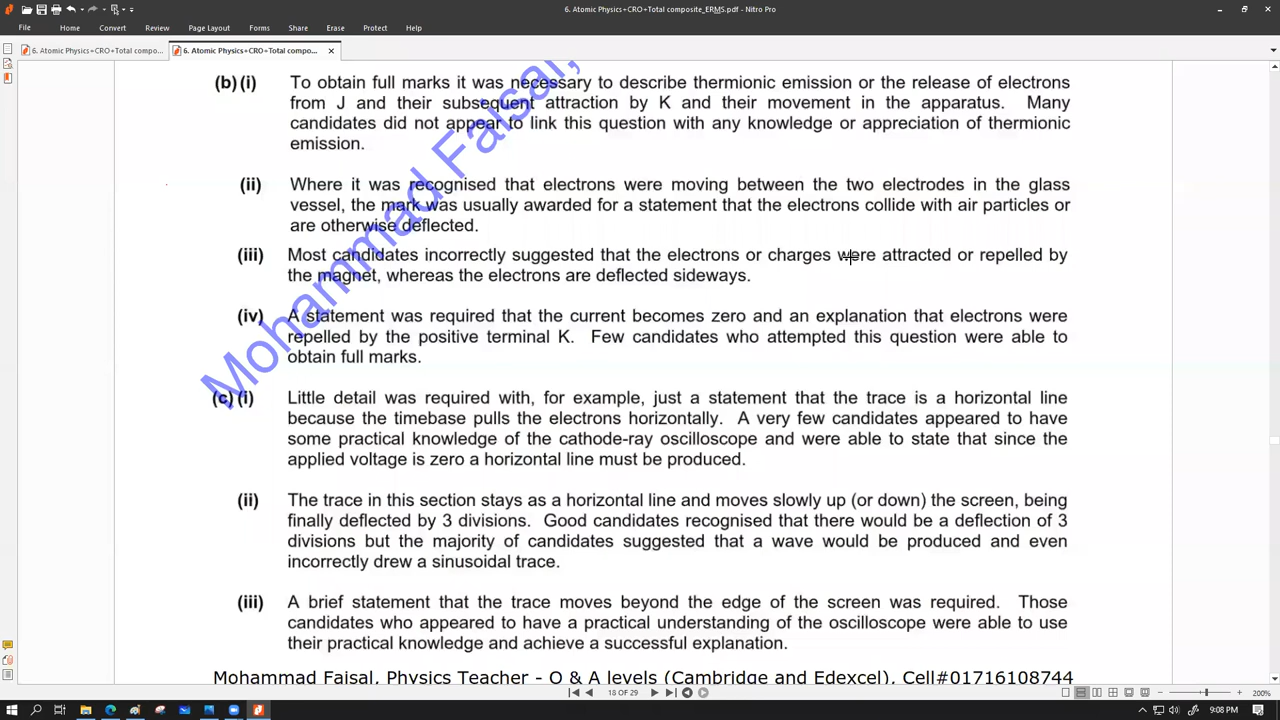 6. Atomic Physics+CRO+Total composite_ERMS.pdf - Nitro Pro
File Home Convert Review Page Layout Forms Share Erase Protect Help
6. Atomic Physics+CRO+Total compo... 6. Atomic Physics+CRO+Total compo...
(b) (i) To obtain full marks it was necessary to describe thermionic emission or the release of electrons
from J and their subsequent attraction by K and their movement in the apparatus. Many
candidates did not appear to link this question with any knowledge or appreciation of thermionic
emission.
(ii) Where it was recognised that electrons were moving between the two electrodes in the glass
vessel, the mark was usually awarded for a statement that the electrons collide with air particles or
are otherwise deflected.
(iii) Most candidates incorrectly suggested that the electrons or charges were attracted or repelled by
the magnet, whereas the electrons are deflected sideways.
(iv) A statement was required that the current becomes zero and an explanation that electrons were
repelled by the positive terminal K. Few candidates who attempted this question were able to
obtain full marks.
(c) (i) Little detail was required with, for example, just a statement that the trace is a horizontal line
because the timebase pulls the electrons horizontally. A very few candidates appeared to have
some practical knowledge of the cathode-ray oscilloscope and were able to state that since the
applied voltage is zero a horizontal line must be produced.
(ii) The trace in this section stays as a horizontal line and moves slowly up (or down) the screen, being
finally deflected by 3 divisions. Good candidates recognised that there would be a deflection of 3
divisions but the majority of candidates suggested that a wave would be produced and even
incorrectly drew a sinusoidal trace.
(iii) A brief statement that the trace moves beyond the edge of the screen was required. Those
candidates who appeared to have a practical understanding of the oscilloscope were able to use
their practical knowledge and achieve a successful explanation.
Mohammad Faisal,
Mohammad Faisal, Physics Teacher - O & A levels (Cambridge and Edexcel), Cell#01716108744
18 OF 29
200%
9:08 PM